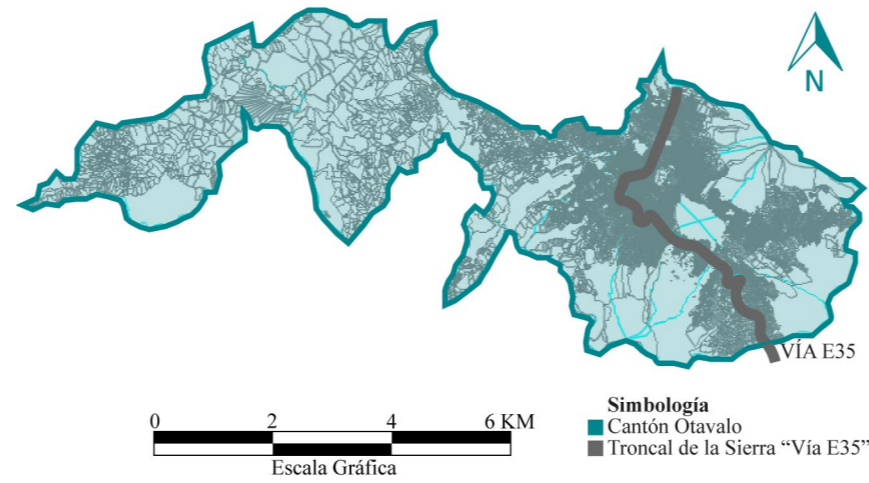 N
VÍA E35
0 2 4 6 KM
Escala Gráfica
Simbología
Cantón Otavalo
Troncal de la Sierra “Vía E35”